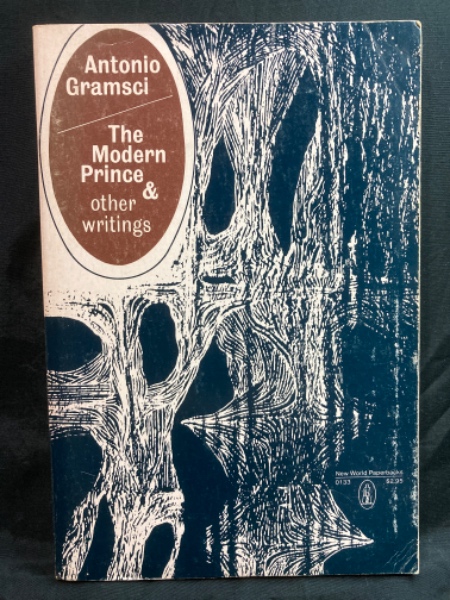 Antonio
Gramsci
The
Modern
Prince
&
other
writings
New World Paperbacks
0133 $2.95